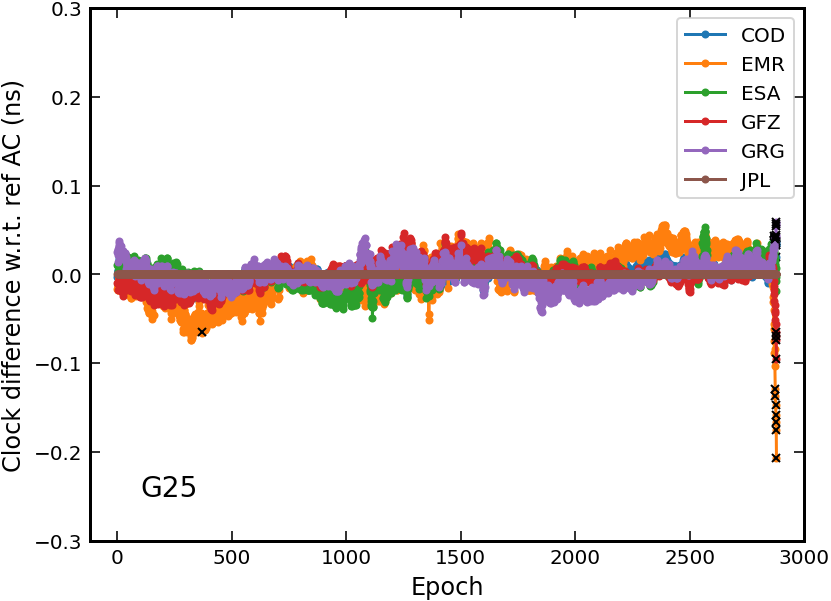 Clock difference w.r.t. ref AC (ns)
0.3
0.2
0.1
0.0
−0.1
−0.2
−0.3
COD
EMR
ESA
GFZ
GRG
JPL
G25
0 500 1000 1500 2000 2500 3000
Epoch